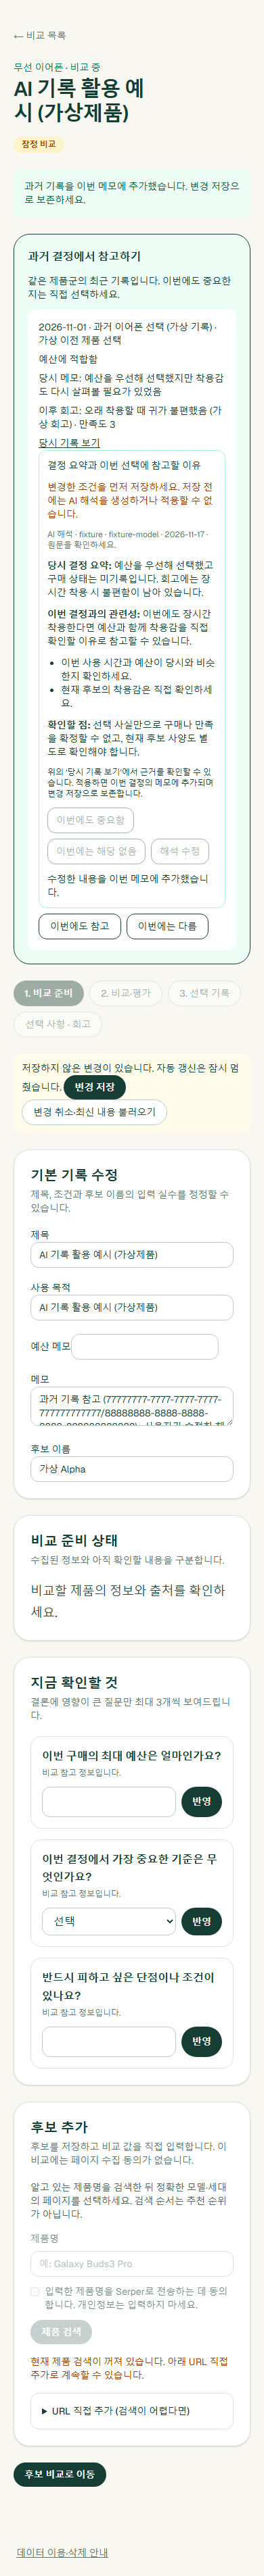 ← 비교 목록
무선 이어폰 · 비교 중
AI 기록 활용 예
시 (가상제품)
잠정 비교
과거 기록을 이번 메모에 추가했습니다. 변경 저장으
로 보존하세요.
과거 결정에서 참고하기
같은 제품군의 최근 기록입니다. 이번에도 중요한
지는 직접 선택하세요.
2026-11-01 · 과거 이어폰 선택 (가상 기록) ·
가상 이전 제품 선택
예산에 적합함
당시 메모: 예산을 우선해 선택했지만 착용감
도 다시 살펴볼 필요가 있었음
이후 회고: 오래 착용할 때 귀가 불편했음 (가
상 회고) · 만족도 3
당시 기록 보기
결정 요약과 이번 선택에 참고할 이유
변경한 조건을 먼저 저장하세요. 저장 전
에는 AI 해석을 생성하거나 적용할 수 없
습니다.
AI 해석 · fixture · fixture-model · 2026-11-17 ·
원문을 확인하세요.
당시 결정 요약: 예산을 우선해 선택했고
구매 상태는 미기록입니다. 회고에는 장
시간 착용 시 불편함이 남아 있습니다.
이번 결정과의 관련성: 이번에도 장시간
착용한다면 예산과 함께 착용감을 직접
확인할 이유로 참고할 수 있습니다.
• 이번 사용 시간과 예산이 당시와 비슷
한지 확인하세요.
• 현재 후보의 착용감은 직접 확인하세
요.
확인할 점: 선택 사실만으로 구매나 만족
을 확정할 수 없고, 현재 후보 사양도 별
도로 확인해야 합니다.
위의 '당시 기록 보기'에서 근거를 확인할 수 있
습니다. 적용하면 이번 결정의 메모에 추가되며
변경 저장으로 보존합니다.
이번에도 중요함
이번에는 해당 없음 해석 수정
수정한 내용을 이번 메모에 추가했습니
다.
이번에도 참고 이번에는 다름
1. 비교 준비 2. 비교·평가 3. 선택 기록
선택 사항 · 회고
저장하지 않은 변경이 있습니다. 자동 갱신은 잠시 멈
췄습니다. 변경 저장
변경 취소·최신 내용 불러오기
기본 기록 수정
제목, 조건과 후보 이름의 입력 실수를 정정할 수
있습니다.
제목
AI 기록 활용 예시 (가상제품)
사용 목적
AI 기록 활용 예시 (가상제품)
예산 메모
메모
과거 기록 참고 (77777777-7777-7777-7777-
777777777777/88888888-8888-8888-
후보 이름
가상 Alpha
비교 준비 상태
수집된 정보와 아직 확인할 내용을 구분합니다.
비교할 제품의 정보와 출처를 확인하
세요.
지금 확인할 것
결론에 영향이 큰 질문만 최대 3개씩 보여드립니
다.
이번 구매의 최대 예산은 얼마인가요?
비교 참고 정보입니다.
반영
이번 결정에서 가장 중요한 기준은 무
엇인가요?
비교 참고 정보입니다.
선택 반영
반드시 피하고 싶은 단점이나 조건이
있나요?
비교 참고 정보입니다.
반영
후보 추가
후보를 저장하고 비교 값을 직접 입력합니다. 이
비교에는 페이지 수집 동의가 없습니다.
알고 있는 제품명을 검색한 뒤 정확한 모델·세대
의 페이지를 선택하세요. 검색 순서는 추천 순위
가 아닙니다.
제품명
예: Galaxy Buds3 Pro
입력한 제품명을 Serper로 전송하는 데 동의
합니다. 개인정보는 입력하지 마세요.
제품 검색
현재 제품 검색이 꺼져 있습니다. 아래 URL 직접
추가로 계속할 수 있습니다.
▶ URL 직접 추가 (검색이 어렵다면)
후보 비교로 이동
데이터 이용·삭제 안내